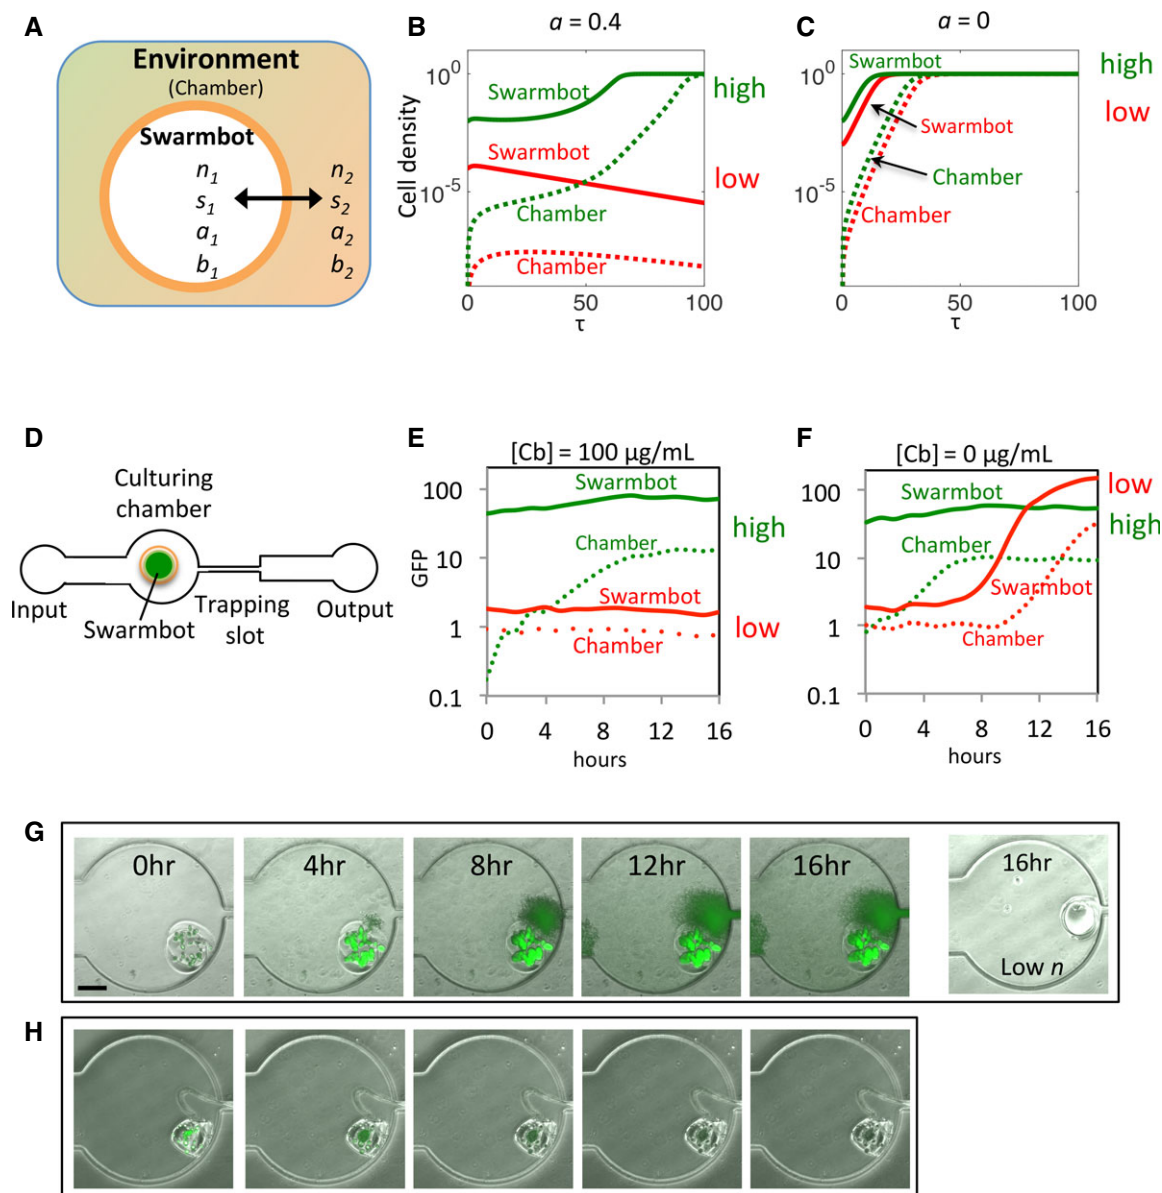 A
Environment
(Chamber)
Swarmbot
n1 n2
s1 s2
a1 a2
b1 b2
B
a = 0.4
Cell density
10^0
10^-5
Swarmbot
Swarmbot
Chamber
Chamber
high
low
0 50 100
τ
C
a = 0
10^0
10^-5
Swarmbot
Swarmbot
Chamber
Chamber
high
low
0 50 100
τ
D
Culturing
chamber
Input
Swarmbot
Trapping
slot
Output
E
[Cb] = 100 µg/mL
GFP
100
10
1
0.1
Swarmbot
Chamber
Swarmbot
Chamber
high
low
0 4 8 12 16
hours
F
[Cb] = 0 µg/mL
100
10
1
0.1
Swarmbot
Chamber
Swarmbot
Chamber
low
high
0 4 8 12 16
hours
G
0hr 4hr 8hr 12hr 16hr
16hr
Low n
H